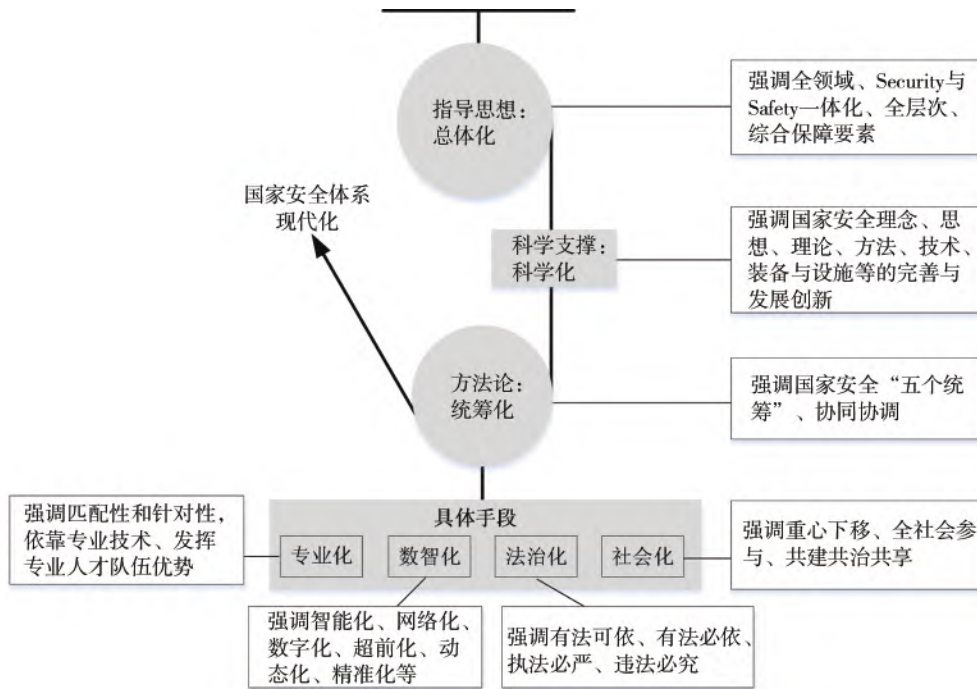 指导思想：
总体化
强调全领域、Security与
Safety一体化、全层次、
综合保障要素
国家安全体系
现代化
科学支撑：
科学化
强调国家安全理念、思
想、理论、方法、技术、
装备与设施等的完善与
发展创新
方法论：
统筹化
强调国家安全“五个统
筹”、协同协调
具体手段
强调匹配性和针对性，
依靠专业技术、发挥
专业人才队伍优势
专业化
数智化
法治化
社会化
强调重心下移、全社会参
与、共建共治共享
强调智能化、网络化、
数字化、超前化、动
态化、精准化等
强调有法可依、有法必依、
执法必严、违法必究